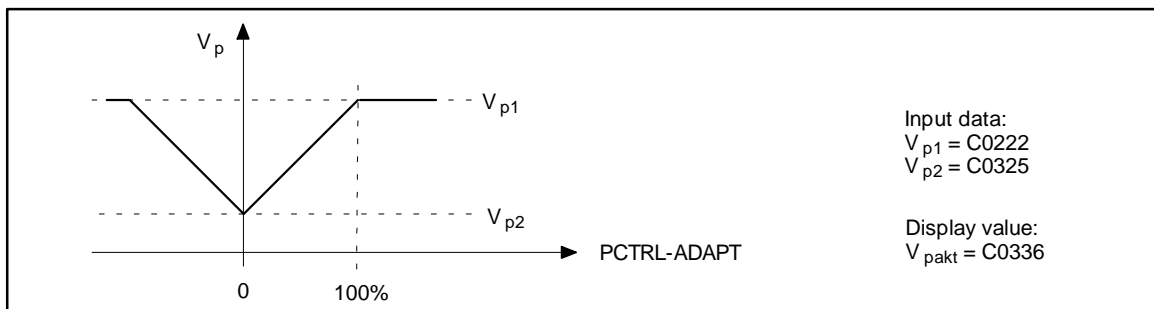 V p
V p1
V p2
PCTRL-ADAPT
0
100%
Input data:
V p1 = C0222
V p2 = C0325
Display value:
V pakt = C0336